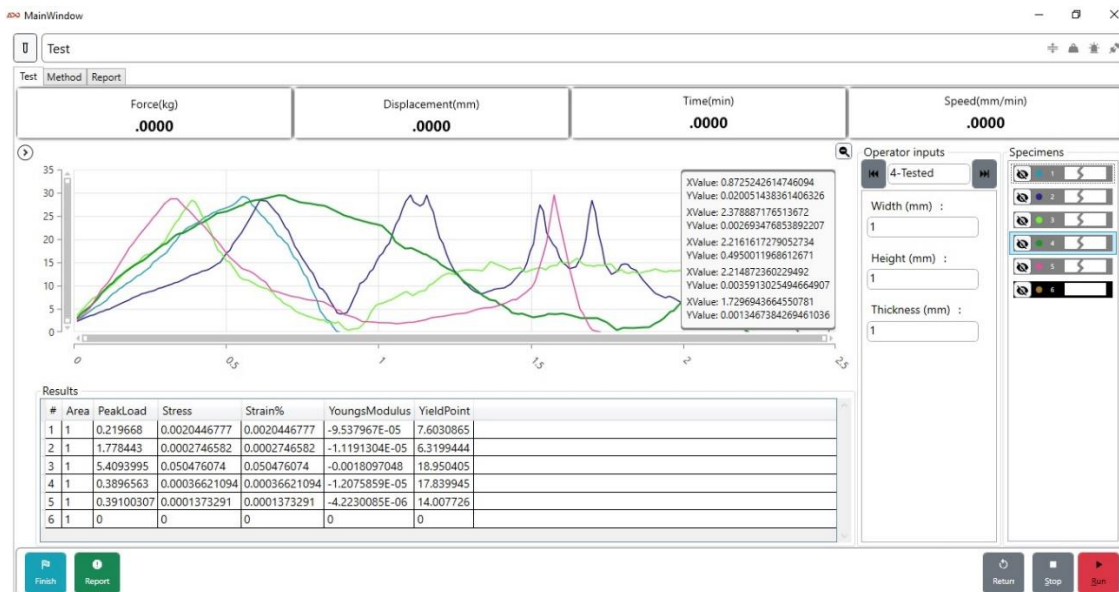 MainWindow
Test
Test Method Report
Force(kg) Displacement(mm) Time(min) Speed(mm/min)
.0000 .0000 .0000 .0000
Operator inputs
4-Tested
Width (mm) :
1
Height (mm) :
1
Thickness (mm) :
1
Specimens
1
2
3
4
5
6
35
30
25
20
15
10
5
0
0 0.5 1 1.5 2 2.5
XValue: 0.8725242614746094
YValue: 0.020051438361406326
XValue: 2.378887176513672
YValue: 0.002693476853892207
XValue: 2.2161617279052734
YValue: 0.4950011968612671
XValue: 2.214872360229492
YValue: 0.0035913025494664907
XValue: 1.7296943664550781
YValue: 0.0013467384269461036
Results
# Area PeakLoad Stress Strain% YoungsModulus YieldPoint
1 1 0.219668 0.0020446777 0.0020446777 -9.537967E-05 7.6030865
2 1 1.778443 0.0002746582 0.0002746582 -1.1191304E-05 6.3199444
3 1 5.4093995 0.050476074 0.050476074 -0.0018097048 18.950405
4 1 0.3896563 0.00036621094 0.00036621094 -1.2075859E-05 17.839945
5 1 0.39100307 0.0001373291 0.0001373291 -4.2230085E-06 14.007726
6 1 0 0 0 0 0
Finish Report Return Stop Run